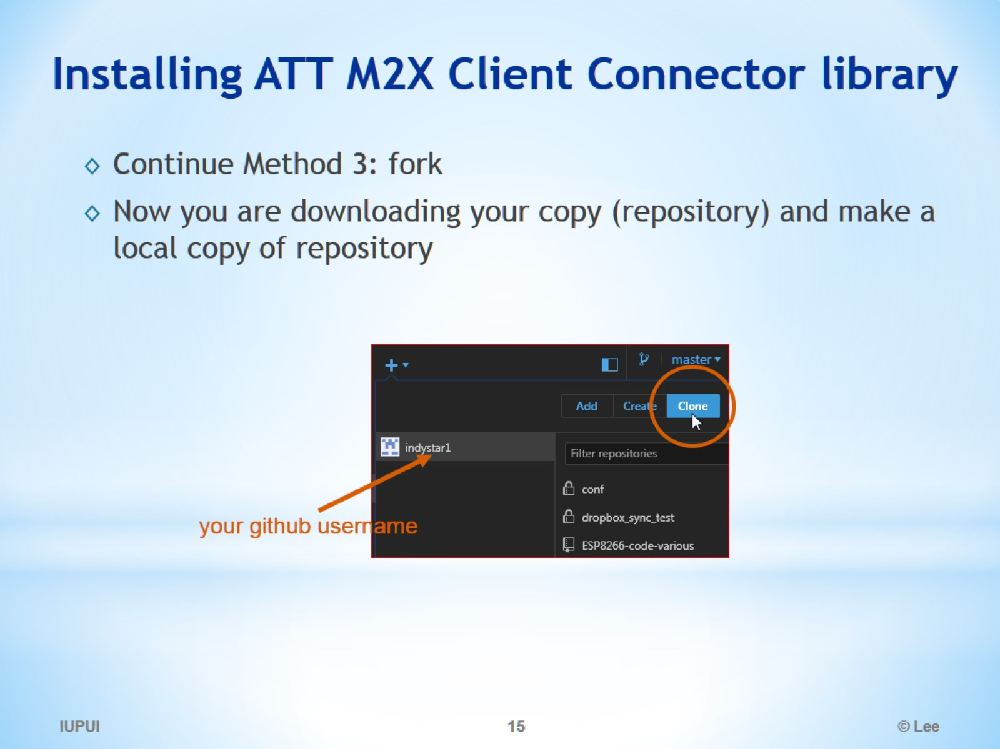 Installing ATT M2X Client Connector library
◇ Continue Method 3: fork
◇ Now you are downloading your copy (repository) and make a
local copy of repository
master
Add Create Clone
indystar1
Filter repositories
conf
dropbox_sync_test
ESP8266-code-various
your github username
IUPUI 15 © Lee